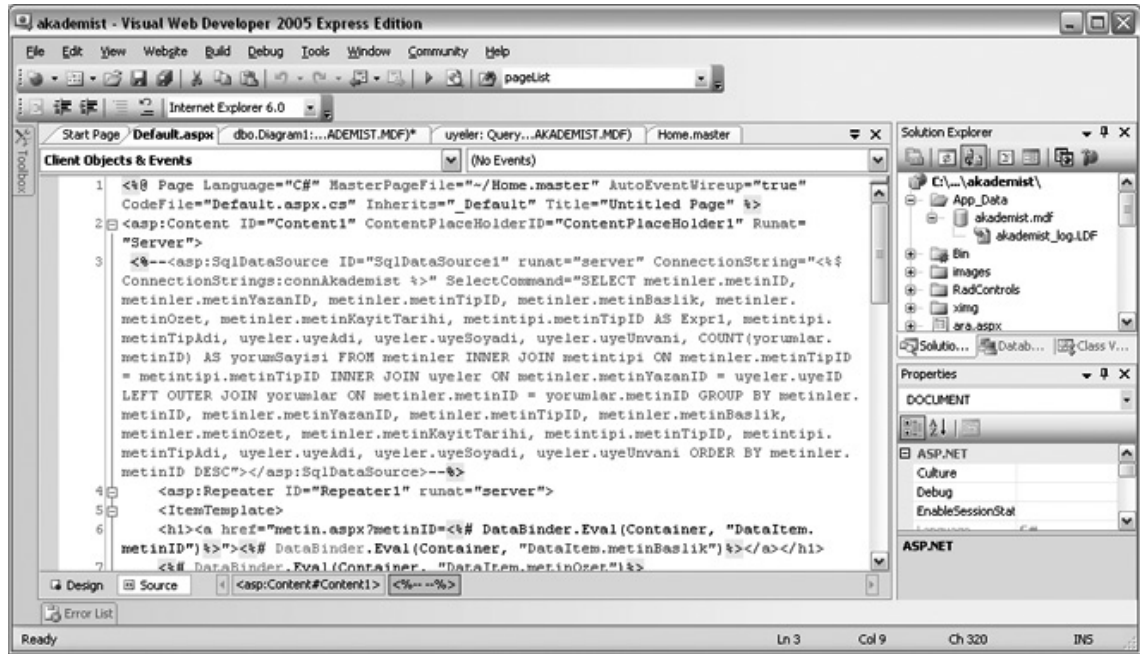 akademist - Visual Web Developer 2005 Express Edition
File Edit View Website Build Debug Tools Window Community Help
pageList
Internet Explorer 6.0
Toolbox
Start Page Default.aspx dbo.Diagram1:...ADEMIST.MDF)* uyeler: Query...AKADEMIST.MDF) Home.master
Client Objects & Events (No Events)
1 <%@ Page Language="C#" MasterPageFile="~/Home.master" AutoEventWireup="true"
CodeFile="Default.aspx.cs" Inherits="_Default" Title="Untitled Page" %>
2 <asp:Content ID="Content1" ContentPlaceHolderID="ContentPlaceHolder1" Runat=
"Server">
3 <%--<asp:SqlDataSource ID="SqlDataSource1" runat="server" ConnectionString="<%$
ConnectionStrings:connAkademist %>" SelectCommand="SELECT metinler.metinID,
metinler.metinYazanID, metinler.metinTipID, metinler.metinBaslik, metinler.
metinOzet, metinler.metinKayitTarihi, metintipi.metinTipID AS Expr1, metintipi.
metinTipAdi, uyeler.uyeAdi, uyeler.uyeSoyadi, uyeler.uyeUnvani, COUNT(yorumlar.
metinID) AS yorumSayisi FROM metinler INNER JOIN metintipi ON metinler.metinTipID
= metintipi.metinTipID INNER JOIN uyeler ON metinler.metinYazanID = uyeler.uyeID
LEFT OUTER JOIN yorumlar ON metinler.metinID = yorumlar.metinID GROUP BY metinler.
metinID, metinler.metinYazanID, metinler.metinTipID, metinler.metinBaslik,
metinler.metinOzet, metinler.metinKayitTarihi, metintipi.metinTipID, metintipi.
metinTipAdi, uyeler.uyeAdi, uyeler.uyeSoyadi, uyeler.uyeUnvani ORDER BY metinler.
metinID DESC"></asp:SqlDataSource>--%>
4 <asp:Repeater ID="Repeater1" runat="server">
5 <ItemTemplate>
6 <h1><a href="metin.aspx?metinID=<%# DataBinder.Eval(Container, "DataItem.
metinID")%>"><%# DataBinder.Eval(Container, "DataItem.metinBaslik")%></a></h1>
7 <%# DataBinder.Eval(Container, "DataItem.metinOzet")%>
Design Source <asp:Content#Content1> <%-- --%>
Solution Explorer
C:\...\akademist\
App_Data
akademist.mdf
akademist_log.LDF
Bin
images
RadControls
ximg
ara.aspx
Solutio... Datab... Class V...
Properties
DOCUMENT
ASP.NET
Culture
Debug
EnableSessionStat
Language C#
ASP.NET
Error List
Ready Ln 3 Col 9 Ch 320 INS